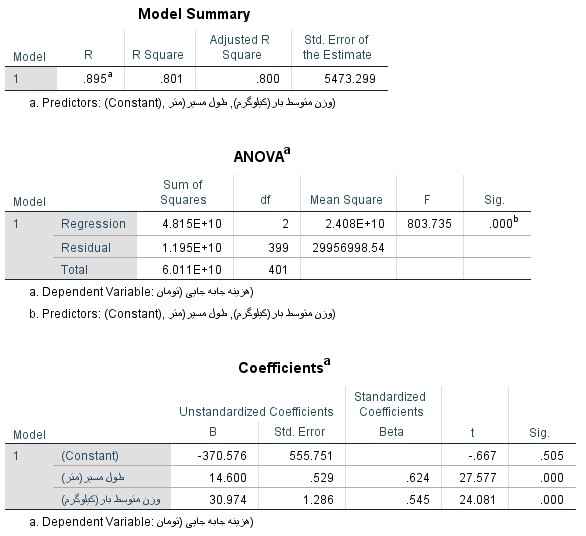 Model Summary
Model R R Square Adjusted R Square Std. Error of the Estimate
1 .895a .801 .800 5473.299
a. Predictors: (Constant), وزن متوسط بار(کیلوگرم), طول مسیر(متر)
ANOVAa
Model Sum of Squares df Mean Square F Sig.
1 Regression 4.815E+10 2 2.408E+10 803.735 .000b
Residual 1.195E+10 399 29956998.54
Total 6.011E+10 401
a. Dependent Variable: هزینه جابه جایی (تومان)
b. Predictors: (Constant), وزن متوسط بار(کیلوگرم), طول مسیر(متر)
Coefficientsa
Unstandardized Coefficients Standardized Coefficients
Model B Std. Error Beta t Sig.
1 (Constant) -370.576 555.751 -.667 .505
طول مسیر(متر) 14.600 .529 .624 27.577 .000
وزن متوسط بار(کیلوگرم) 30.974 1.286 .545 24.081 .000
a. Dependent Variable: هزینه جابه جایی (تومان)